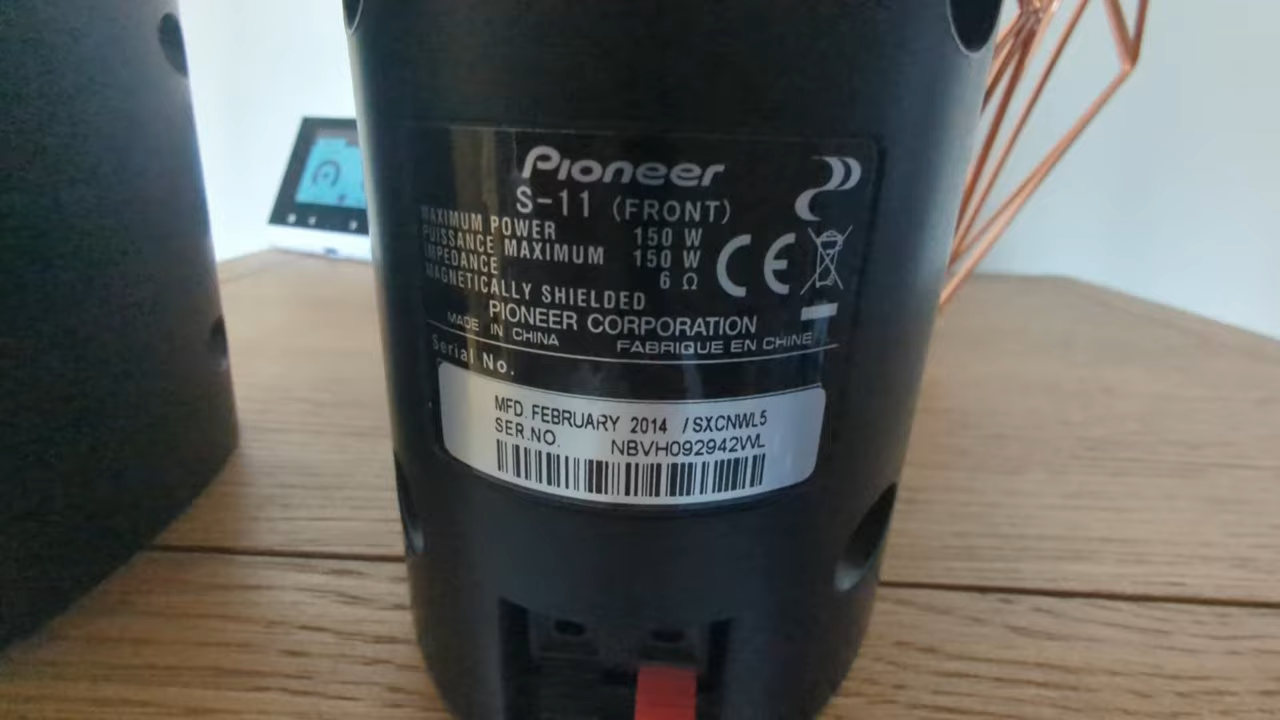 Pioneer
S-11 (FRONT)
MAXIMUM POWER 150 W
PUISSANCE MAXIMUM 150 W
IMPEDANCE 6 Ω
MAGNETICALLY SHIELDED
CE
PIONEER CORPORATION
MADE IN CHINA FABRIQUE EN CHINE
Serial No.
MFD. FEBRUARY 2014 /SXCNWL5
SER.NO. NBVH092942WL